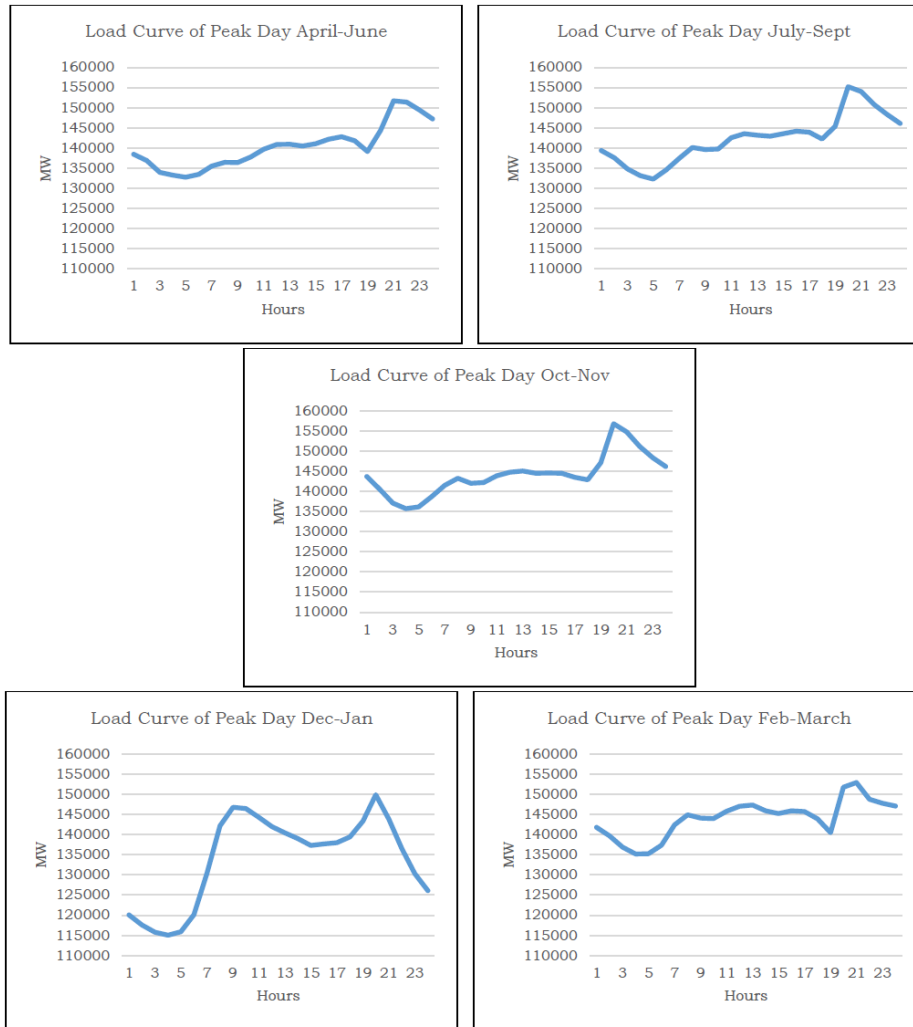 Load Curve of Peak Day April-June
160000
155000
150000
145000
140000
135000
130000
125000
120000
115000
110000
MW
1 3 5 7 9 11 13 15 17 19 21 23
Hours
Load Curve of Peak Day July-Sept
160000
155000
150000
145000
140000
135000
130000
125000
120000
115000
110000
MW
1 3 5 7 9 11 13 15 17 19 21 23
Hours
Load Curve of Peak Day Oct-Nov
160000
155000
150000
145000
140000
135000
130000
125000
120000
115000
110000
MW
1 3 5 7 9 11 13 15 17 19 21 23
Hours
Load Curve of Peak Day Dec-Jan
160000
155000
150000
145000
140000
135000
130000
125000
120000
115000
110000
MW
1 3 5 7 9 11 13 15 17 19 21 23
Hours
Load Curve of Peak Day Feb-March
160000
155000
150000
145000
140000
135000
130000
125000
120000
115000
110000
MW
1 3 5 7 9 11 13 15 17 19 21 23
Hours